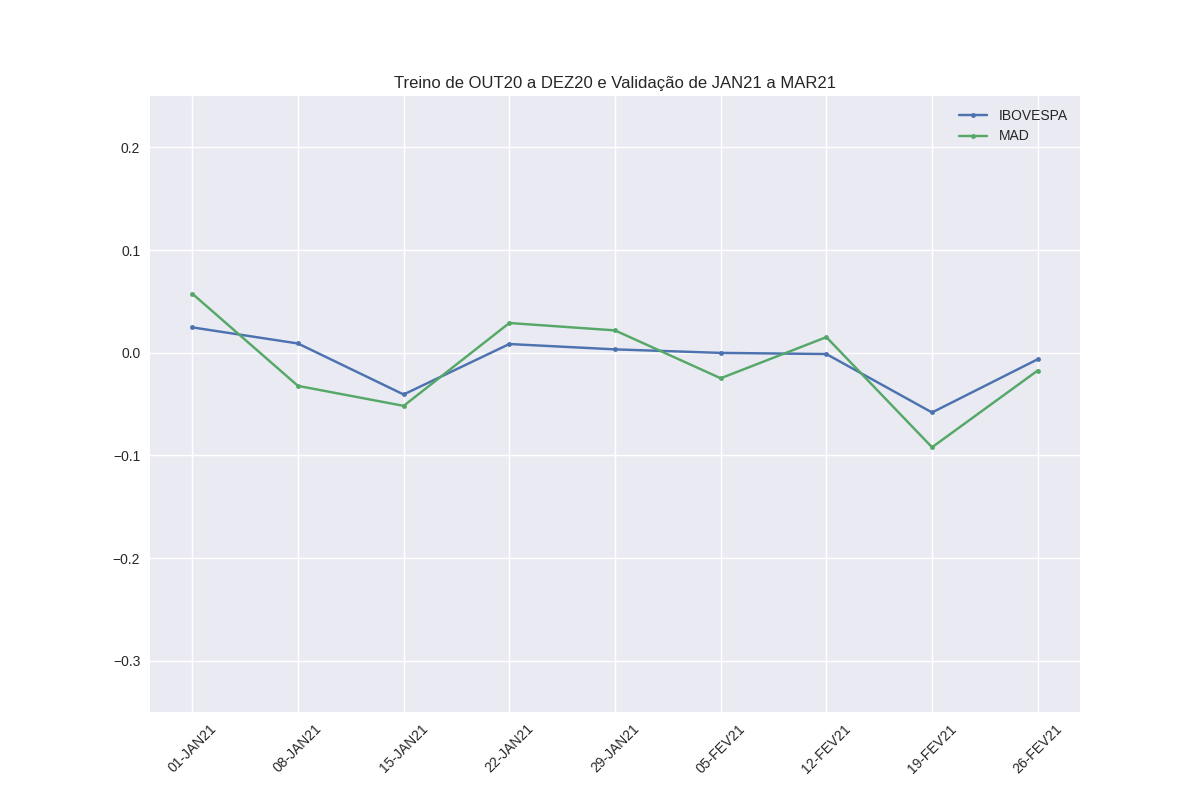 Treino de OUT20 a DEZ20 e Validação de JAN21 a MAR21
IBOVESPA
MAD
0.2
0.1
0.0
−0.1
−0.2
−0.3
01-JAN21
08-JAN21
15-JAN21
22-JAN21
29-JAN21
05-FEV21
12-FEV21
19-FEV21
26-FEV21